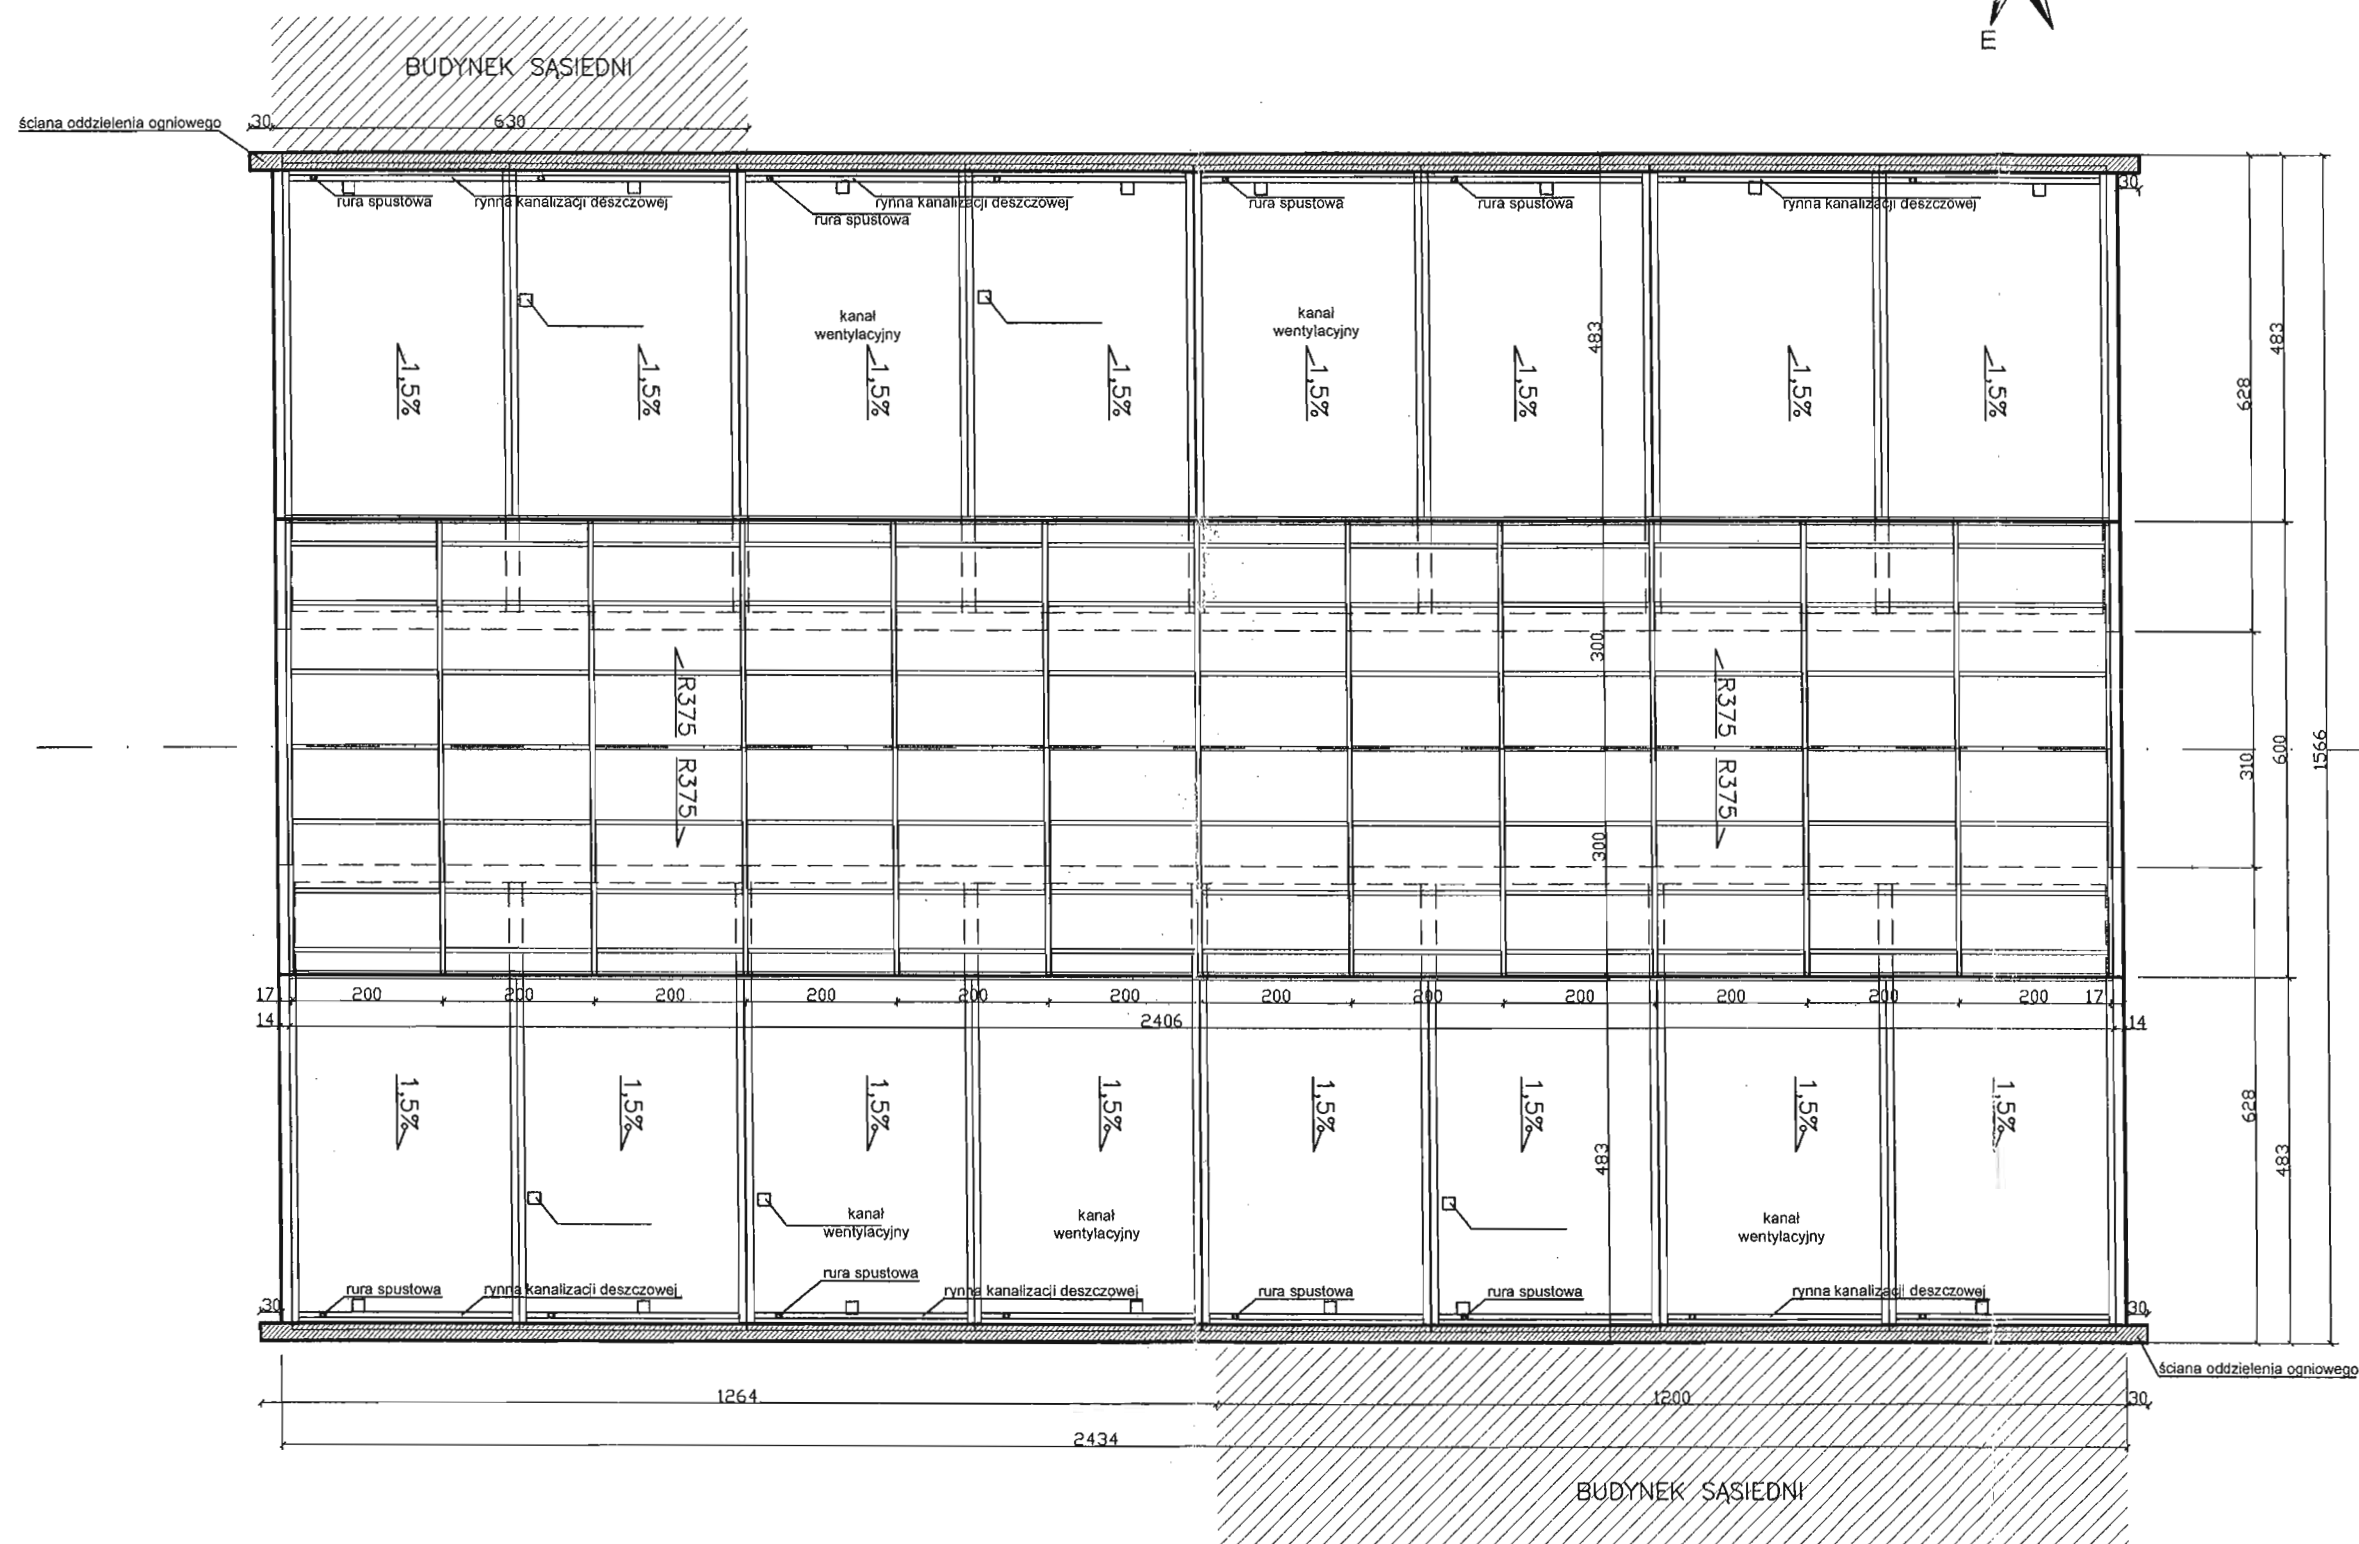 E
BUDYNEK SĄSIEDNI
ściana oddzielenia ogniowego
30
630
30
rura spustowa
rynna kanalizacji deszczowej
rura spustowa
rynna kanalizacji deszczowej
rura spustowa
rura spustowa
rynna kanalizacji deszczowej
kanał
wentylacyjny
kanał
wentylacyjny
483
483
628
1,5%
1,5%
1,5%
1,5%
1,5%
1,5%
1,5%
1,5%
300
R375
R375
R375
R375
300
310
600
1566
17
200
200
200
200
200
200
200
200
200
200
200
200
17
14
2406
14
1,5%
1,5%
1,5%
1,5%
1,5%
1,5%
1,5%
1,5%
628
483
483
kanał
wentylacyjny
kanał
wentylacyjny
kanał
wentylacyjny
rura spustowa
rynna kanalizacji deszczowej
rura spustowa
rynna kanalizacji deszczowej
rura spustowa
rura spustowa
rynna kanalizacji deszczowej
30
30
ściana oddzielenia ogniowego
1264
1200
30
2434
BUDYNEK SĄSIEDNI